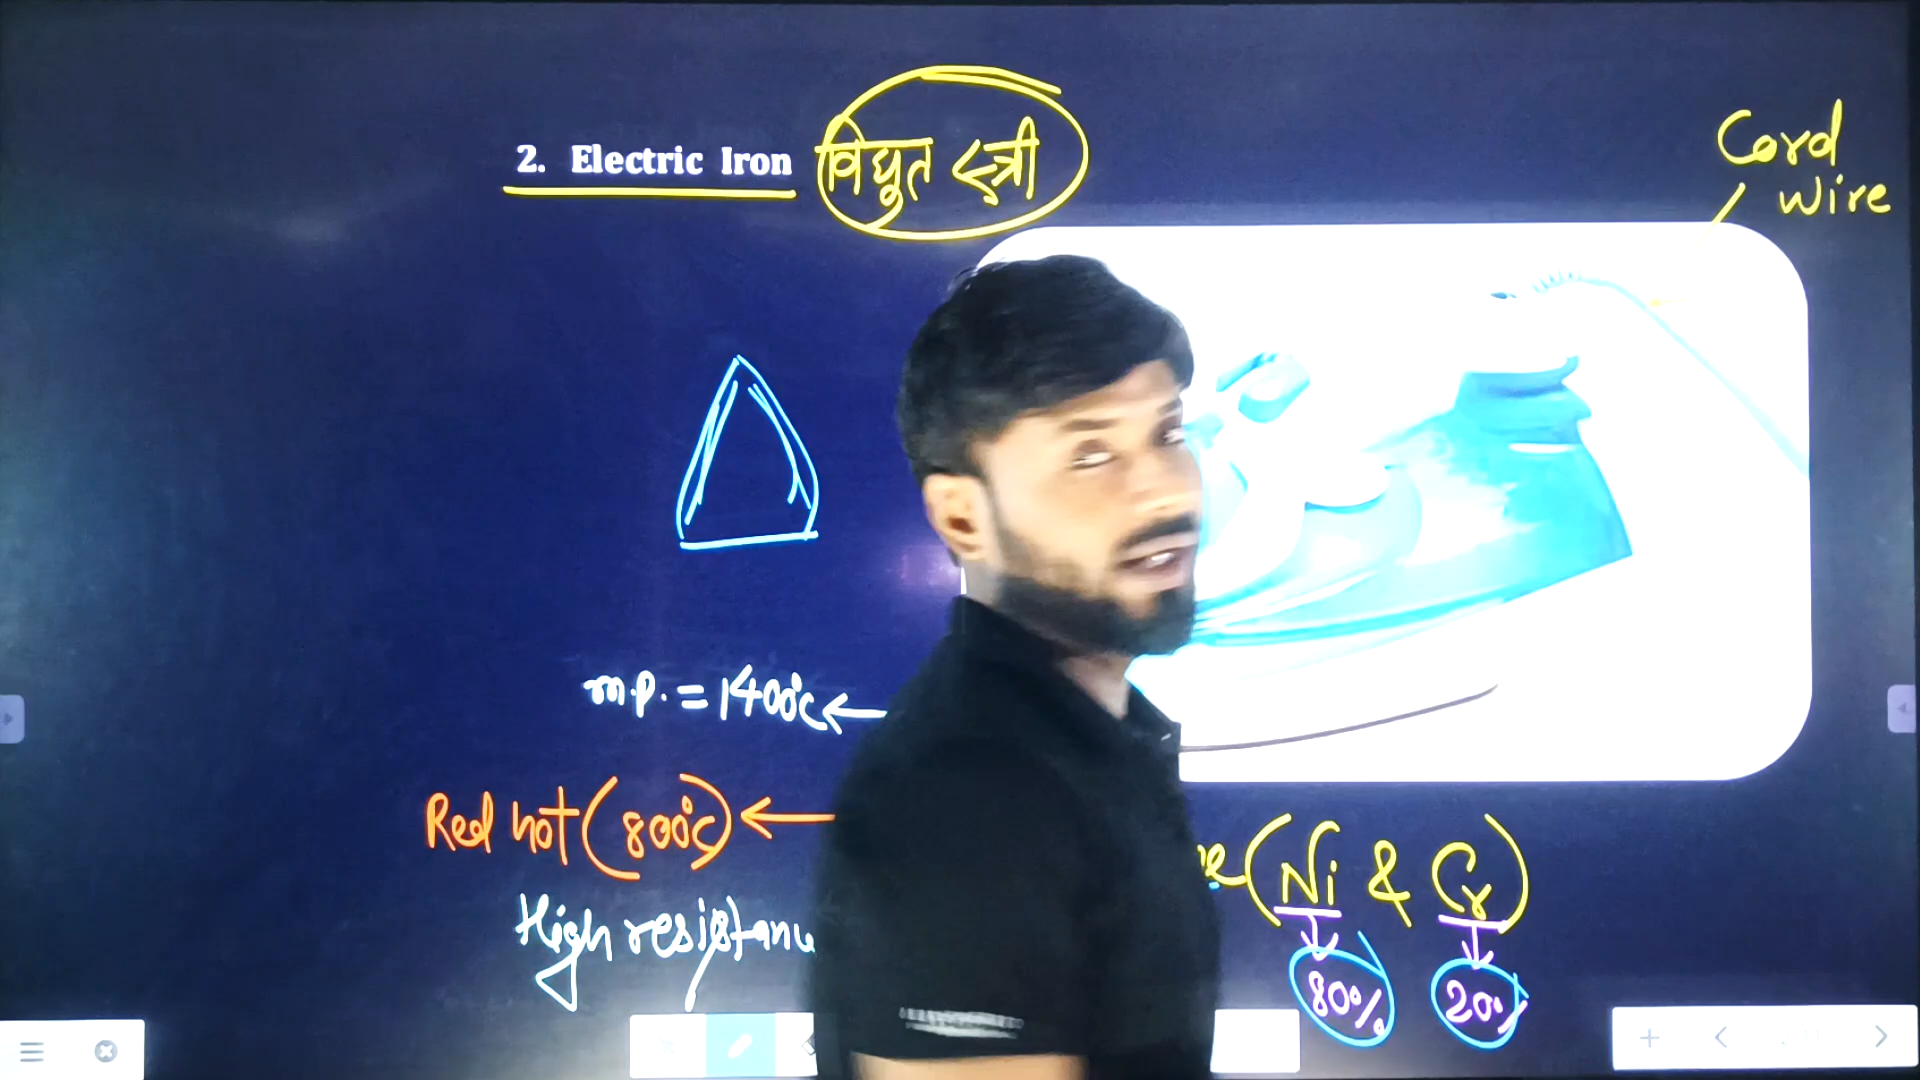 2. Electric Iron विद्युत स्त्री
Cord
wire
m.p. = 1400°C ←
Red hot (800°C) ←
(Ni & Cr)
High resistance
80% 20%